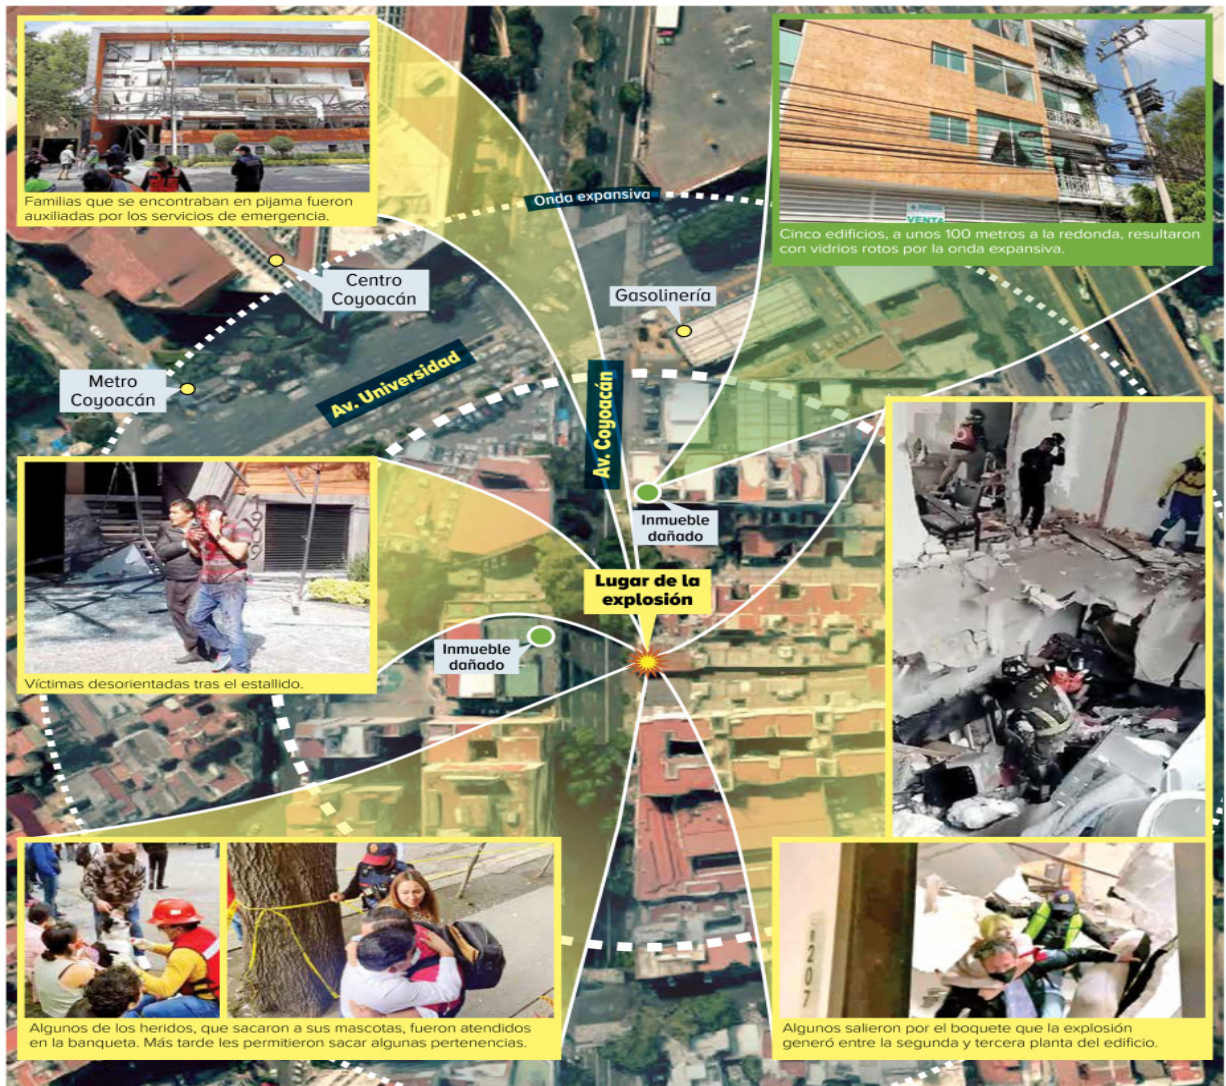 Familias que se encontraban en pijama fueron
auxiliadas por los servicios de emergencia.
VENTA
Cinco edificios, a unos 100 metros a la redonda, resultaron
con vidrios rotos por la onda expansiva.
Onda expansiva
Centro
Coyoacán
Gasolinería
Metro
Coyoacán
Av. Universidad
Av. Coyoacán
Inmueble
dañado
Lugar de la
explosión
Inmueble
dañado
909
Víctimas desorientadas tras el estallido.
207
Algunos de los heridos, que sacaron a sus mascotas, fueron atendidos
en la banqueta. Más tarde les permitieron sacar algunas pertenencias.
Algunos salieron por el boquete que la explosión
generó entre la segunda y tercera planta del edificio.